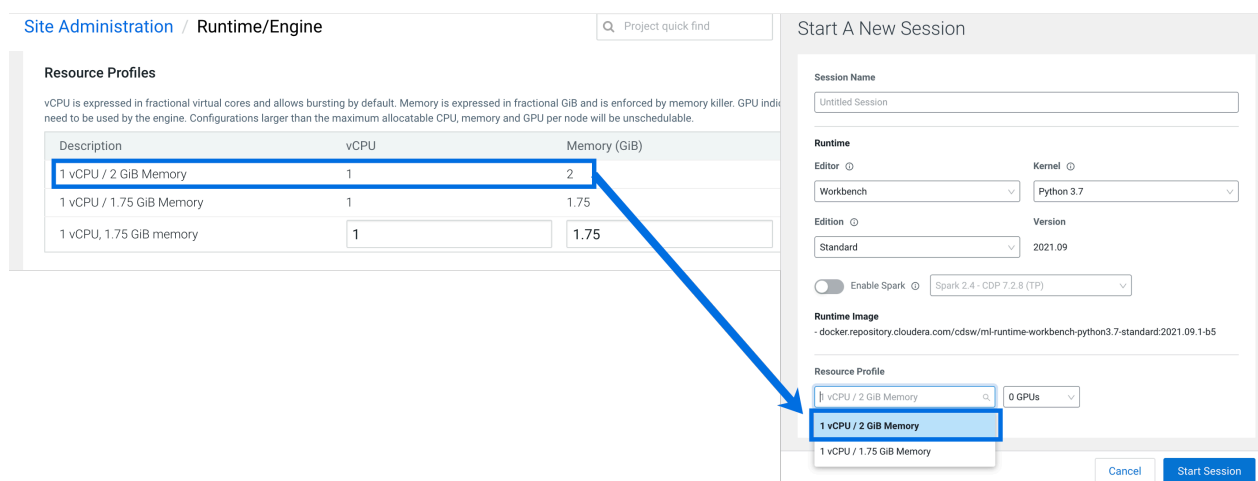 Site Administration / Runtime/Engine
Project quick find
Resource Profiles
vCPU is expressed in fractional virtual cores and allows bursting by default. Memory is expressed in fractional GiB and is enforced by memory killer. GPU indi
need to be used by the engine. Configurations larger than the maximum allocatable CPU, memory and GPU per node will be unschedulable.
Description vCPU Memory (GiB)
1 vCPU / 2 GiB Memory 1 2
1 vCPU / 1.75 GiB Memory 1 1.75
1 vCPU, 1.75 GiB memory 1 1.75
Start A New Session
Session Name
Untitled Session
Runtime
Editor Kernel
Workbench Python 3.7
Edition Version
Standard 2021.09
Enable Spark Spark 2.4 - CDP 7.2.8 (TP)
Runtime Image
- docker.repository.cloudera.com/cdsw/ml-runtime-workbench-python3.7-standard:2021.09.1-b5
Resource Profile
1 vCPU / 2 GiB Memory 0 GPUs
1 vCPU / 2 GiB Memory
1 vCPU / 1.75 GiB Memory
Cancel Start Session